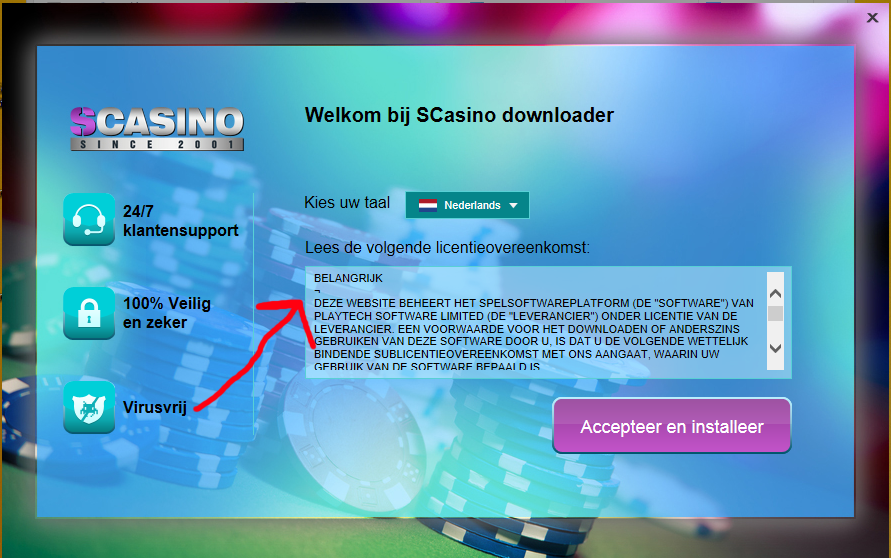 SCASINO
SINCE 2001
Welkom bij SCasino downloader
Kies uw taal
Nederlands
24/7
klantensupport
Lees de volgende licentieovereenkomst:
BELANGRIJK
DEZE WEBSITE BEHEERT HET SPELSOFTWAREPLATFORM (DE "SOFTWARE") VAN
PLAYTECH SOFTWARE LIMITED (DE "LEVERANCIER") ONDER LICENTIE VAN DE
LEVERANCIER. EEN VOORWAARDE VOOR HET DOWNLOADEN OF ANDERSZINS
GEBRUIKEN VAN DEZE SOFTWARE DOOR U, IS DAT U DE VOLGENDE WETTELIJK
BINDENDE SUBLICENTIEOVEREENKOMST MET ONS AANGAAT, WAARIN UW
GEBRUIK VAN DE SOFTWARE BEPAALD IS.
100% Veilig
en zeker
Virusvrij
Accepteer en installeer